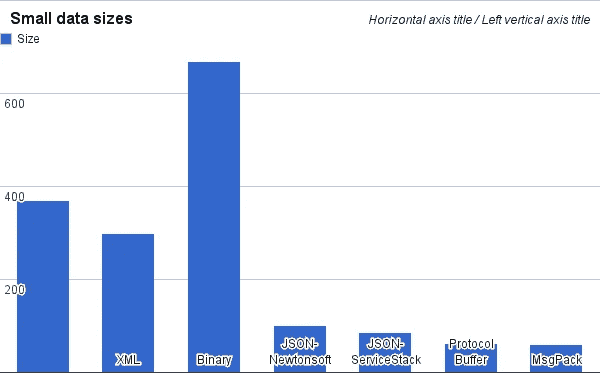 Small data sizes
Horizontal axis title / Left vertical axis title
Size
600
400
200
XML
Binary
JSON-
Newtonsoft
JSON-
ServiceStack
Protocol
Buffer
MsgPack